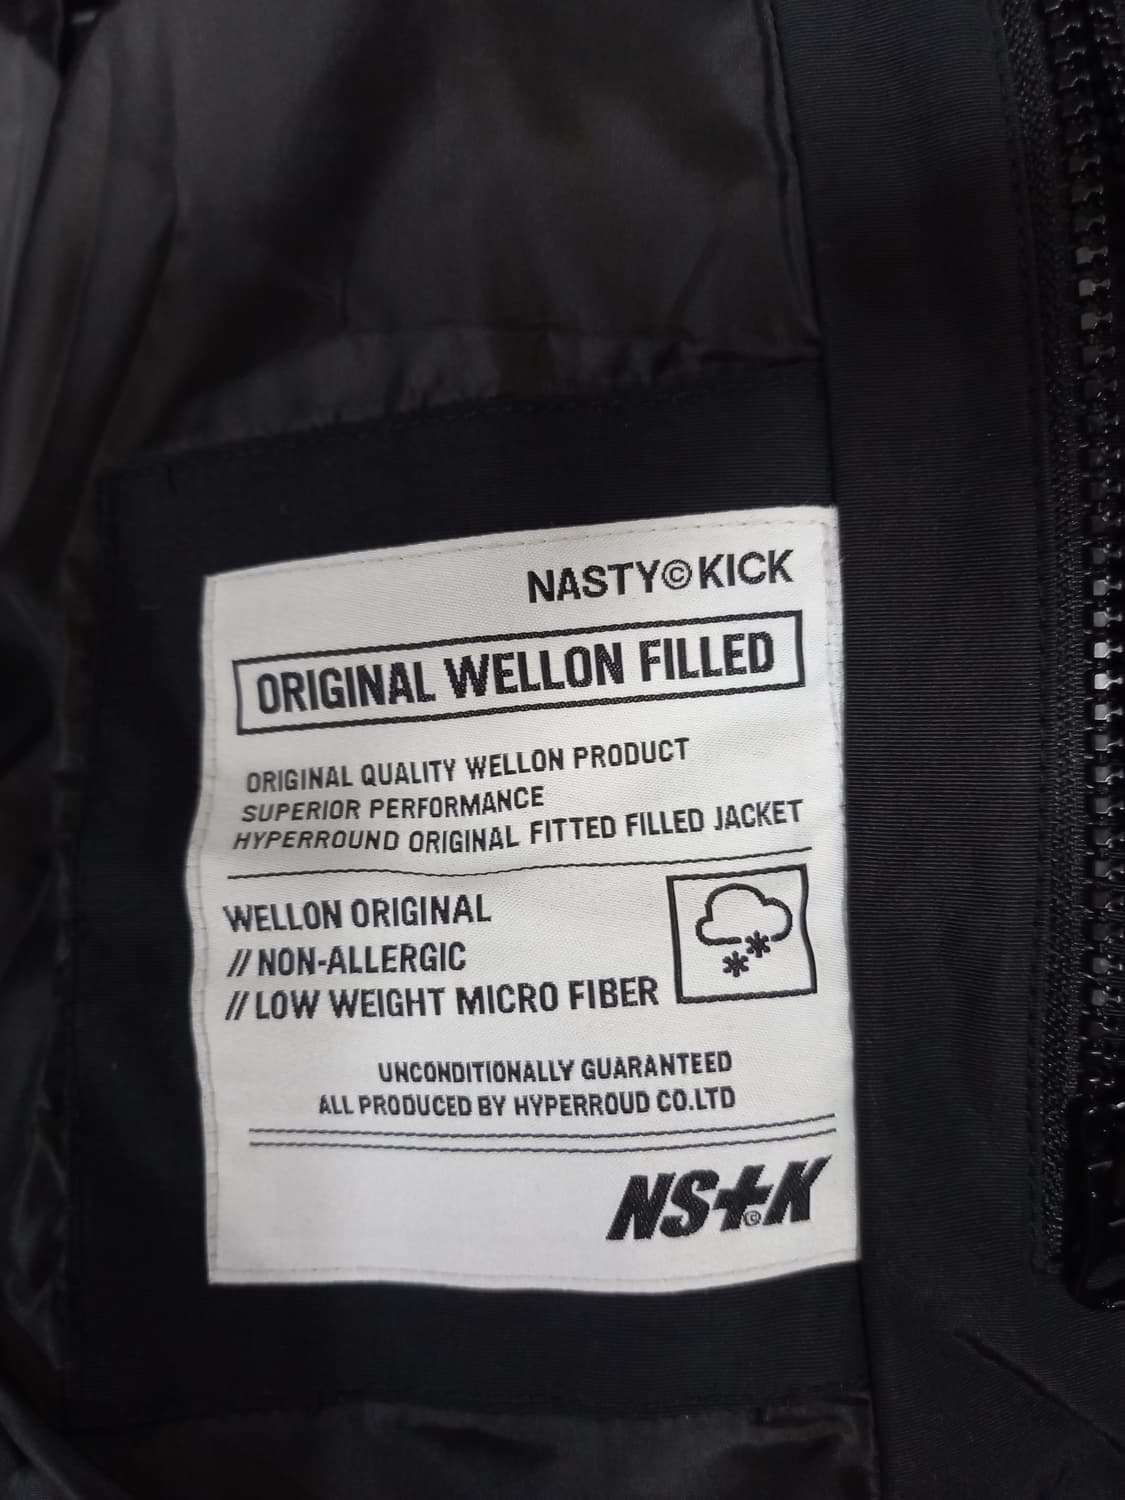 NASTY©KICK
ORIGINAL WELLON FILLED
ORIGINAL QUALITY WELLON PRODUCT
SUPERIOR PERFORMANCE
HYPERROUND ORIGINAL FITTED FILLED JACKET
WELLON ORIGINAL
// NON-ALLERGIC
// LOW WEIGHT MICRO FIBER
UNCONDITIONALLY GUARANTEED
ALL PRODUCED BY HYPERROUD CO.LTD
NSTK©